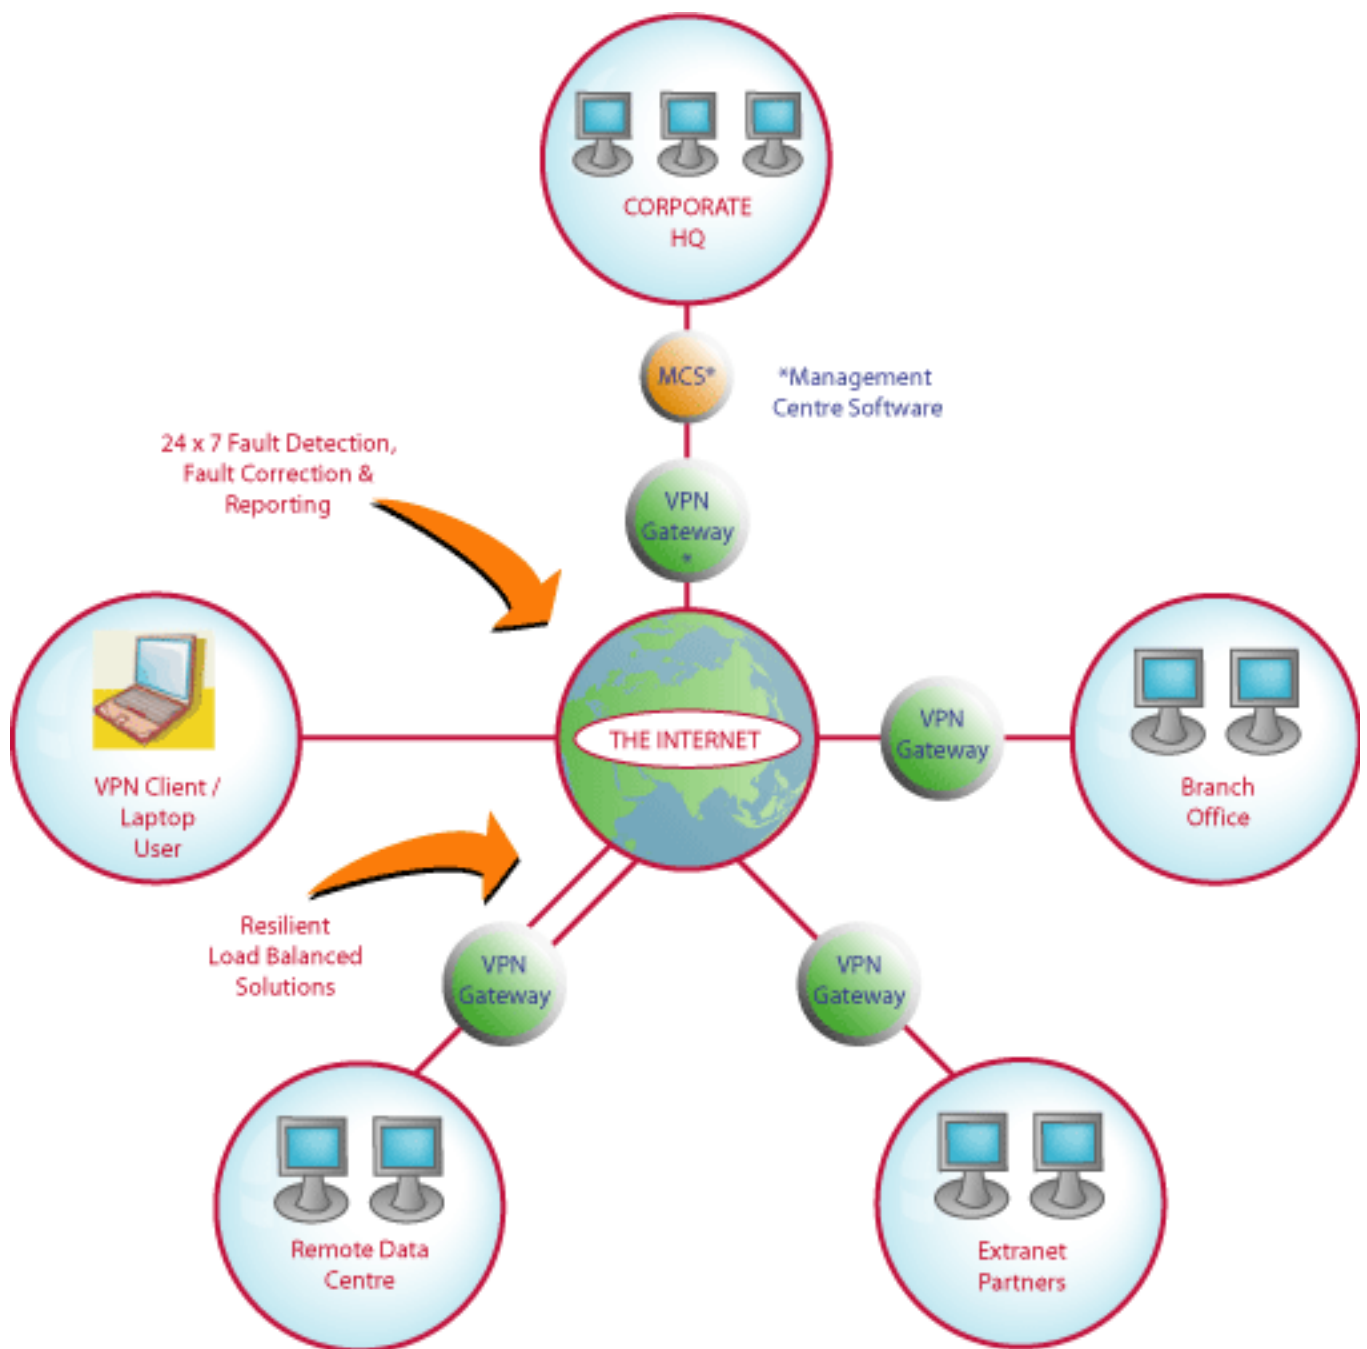 CORPORATE
HQ
MCS*
*Management
Centre Software
24 x 7 Fault Detection,
Fault Correction &
Reporting
VPN
Gateway
*
THE INTERNET
VPN Client /
Laptop
User
VPN
Gateway
Branch
Office
Resilient
Load Balanced
Solutions
VPN
Gateway
VPN
Gateway
Remote Data
Centre
Extranet
Partners